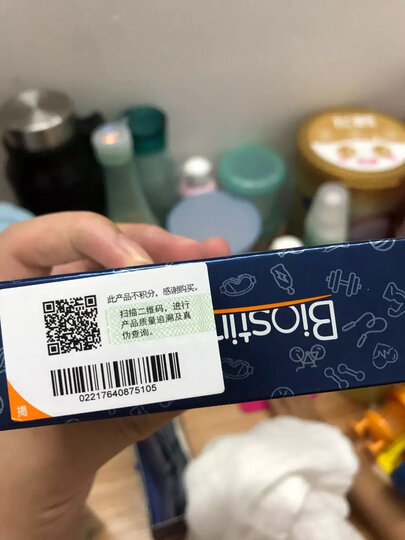 此产品不积分，感谢购买。
扫描二维码，进行
产品质量追溯及真
伪查询。
02217640875105
揭